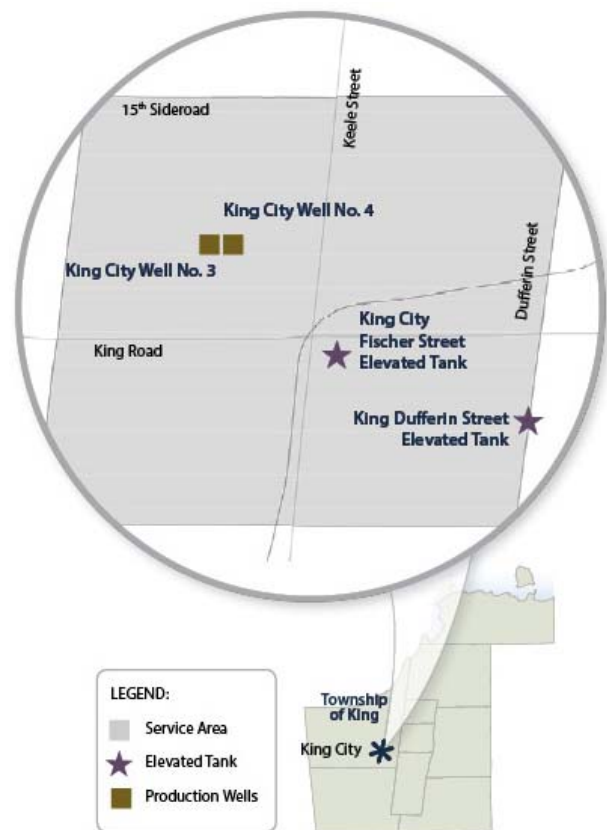 15th Sideroad
Keele Street
King City Well No. 4
King City Well No. 3
Dufferin Street
King City
Fischer Street
Elevated Tank
King Road
King Dufferin Street
Elevated Tank
Township
of King
King City
LEGEND:
Service Area
Elevated Tank
Production Wells